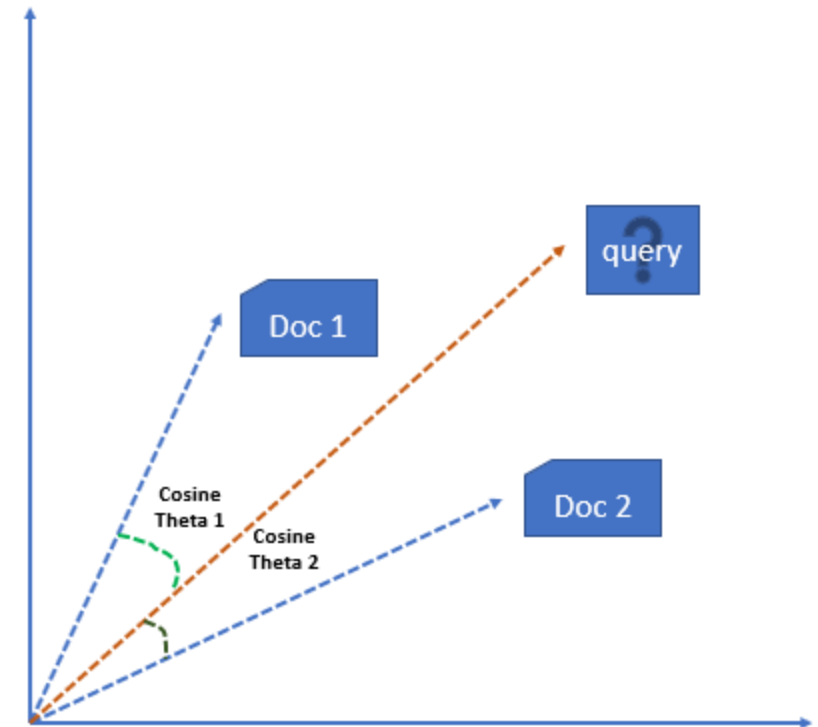 query
Doc 1
Cosine
Theta 1
Doc 2
Cosine
Theta 2